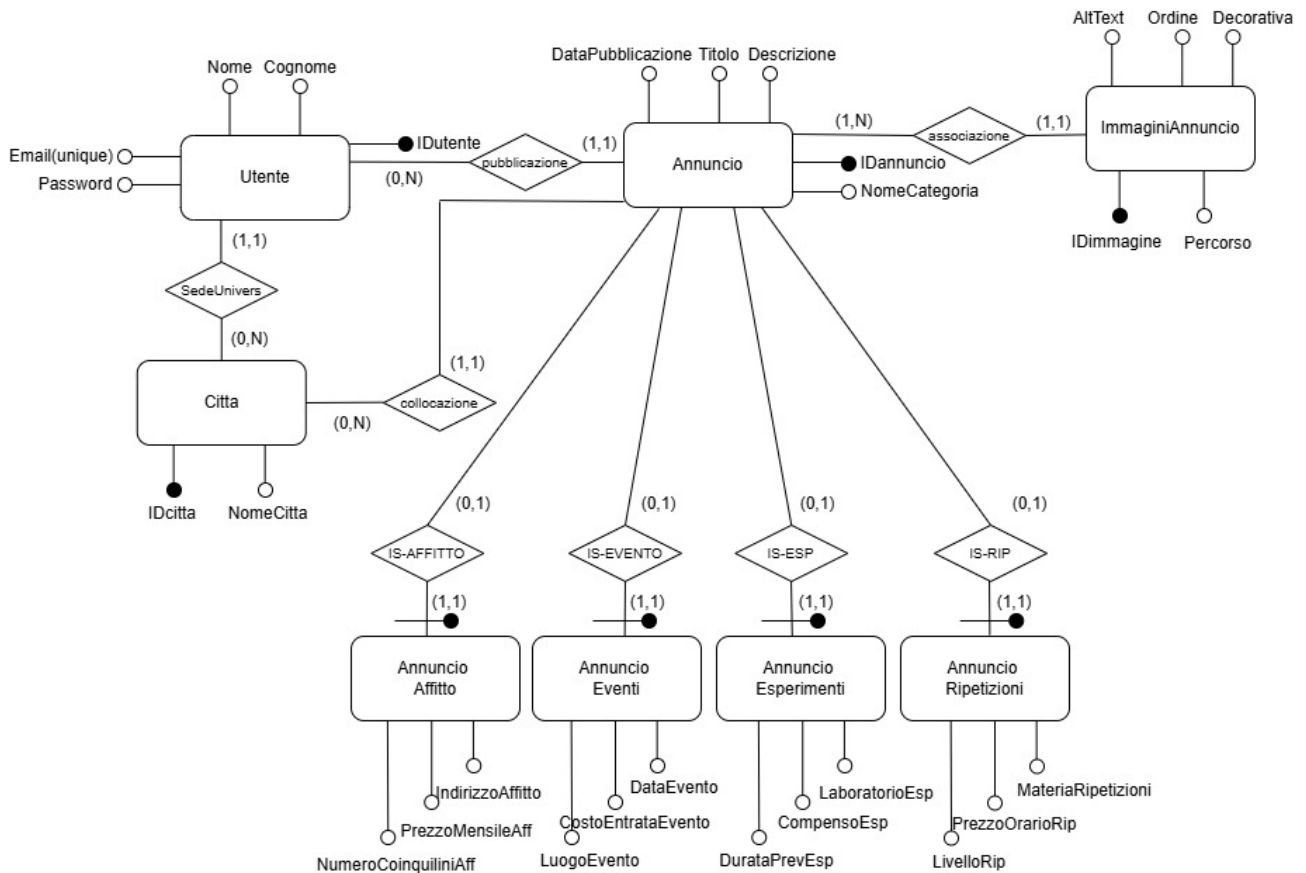 AltText Ordine Decorativa
DataPubblicazione Titolo Descrizione
Nome Cognome
Email(unique)
Password
Utente
IDutente
(0,N)
pubblicazione
(1,1)
Annuncio
IDannuncio
NomeCategoria
(1,N)
associazione
(1,1)
ImmaginiAnnuncio
IDimmagine Percorso
(1,1)
SedeUnivers
(0,N)
Citta
IDcitta NomeCitta
(0,N)
collocazione
(1,1)
(0,1) (0,1) (0,1) (0,1)
IS-AFFITTO IS-EVENTO IS-ESP IS-RIP
(1,1) (1,1) (1,1) (1,1)
Annuncio
Affitto
Annuncio
Eventi
Annuncio
Esperimenti
Annuncio
Ripetizioni
IndirizzoAffitto
PrezzoMensileAff
NumeroCoinquiliniAff
DataEvento
CostoEntrataEvento
LuogoEvento
LaboratorioEsp
CompensoEsp
DurataPrevEsp
MateriaRipetizioni
PrezzoOrarioRip
LivelloRip